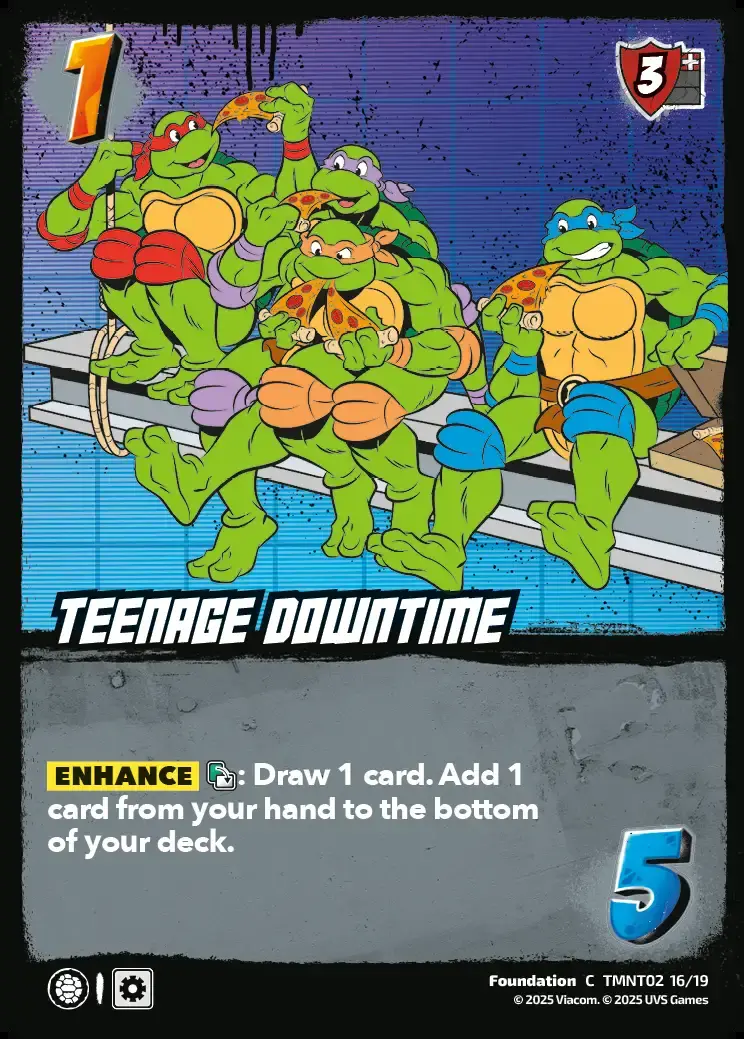 1
3
TEENAGE DOWNTIME
ENHANCE : Draw 1 card. Add 1
card from your hand to the bottom
of your deck.
5
Foundation C TMNT02 16/19
© 2025 Viacom. © 2025 UVS Games